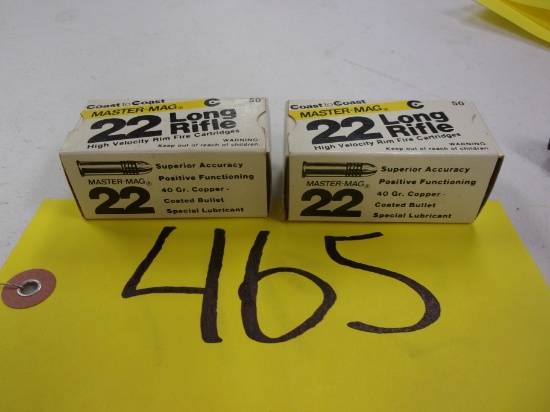 Coast to Coast
MASTER-MAG® C 50
22 Long Rifle
High Velocity Rim Fire Cartridges
WARNING:
Keep out of reach of children.
MASTER-MAG®
22
Superior Accuracy
Positive Functioning
40 Gr. Copper-
Coated Bullet
Special Lubricant
Coast to Coast
MASTER-MAG® C 50
22 Long Rifle
High Velocity Rim Fire Cartridges
WARNING:
Keep out of reach of children.
MASTER-MAG®
22
Superior Accuracy
Positive Functioning
40 Gr. Copper-
Coated Bullet
Special Lubricant
465